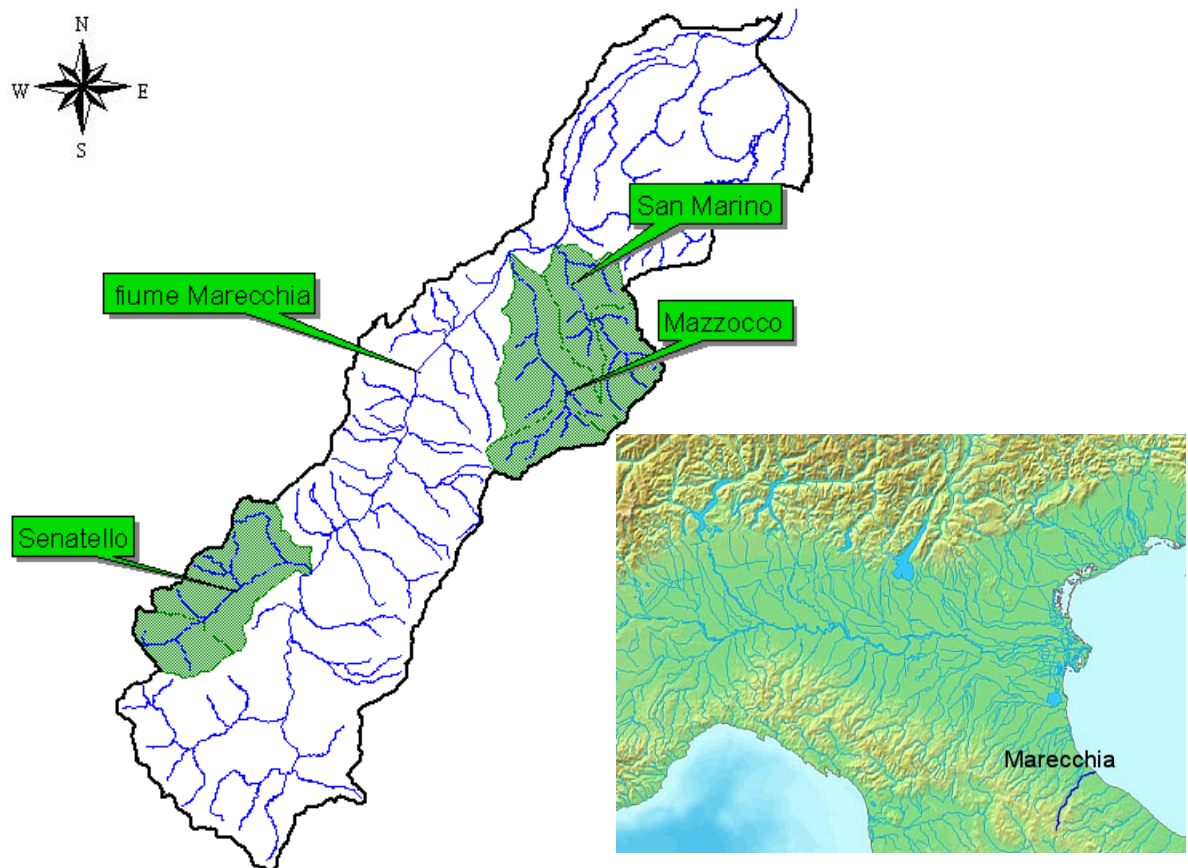 N
W E
S
San Marino
fiume Marecchia
Mazzocco
Senatello
Marecchia